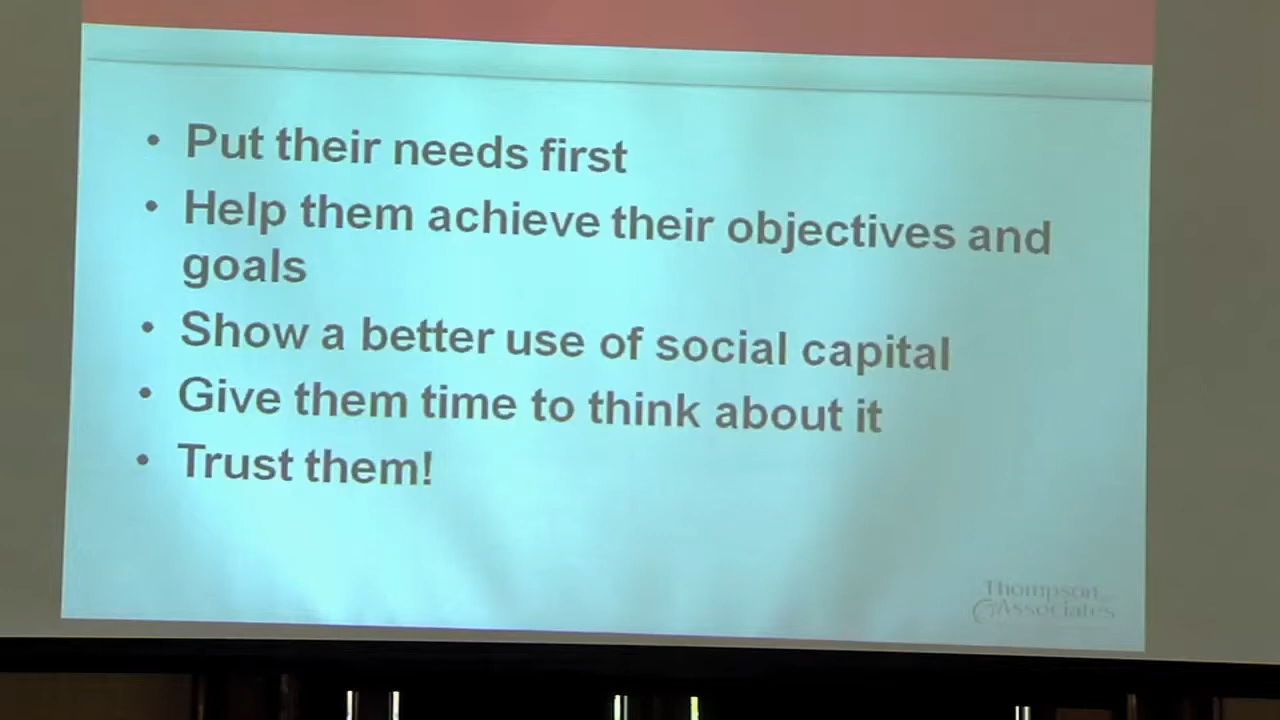 • Put their needs first
• Help them achieve their objectives and
goals
• Show a better use of social capital
• Give them time to think about it
• Trust them!
Thompson
& Associates